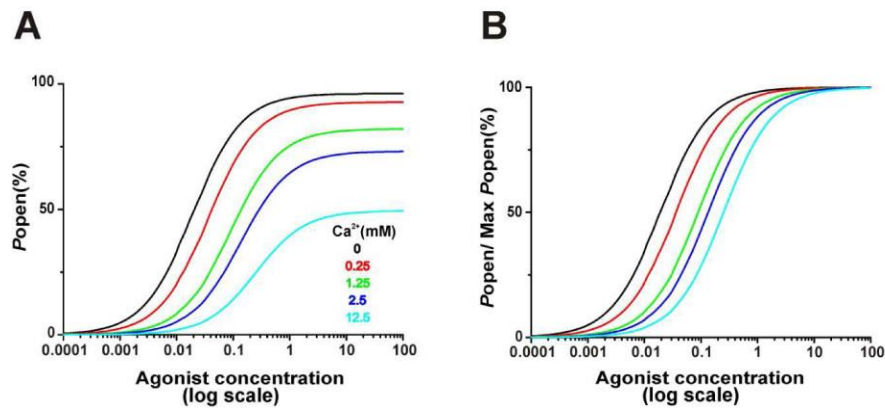 A
B
100
50
0
Popen(%)
Ca²⁺(mM)
0
0.25
1.25
2.5
12.5
0.0001 0.001 0.01 0.1 1 10 100
Agonist concentration
(log scale)
100
50
0
Popen/ Max Popen(%)
0.0001 0.001 0.01 0.1 1 10 100
Agonist concentration
(log scale)